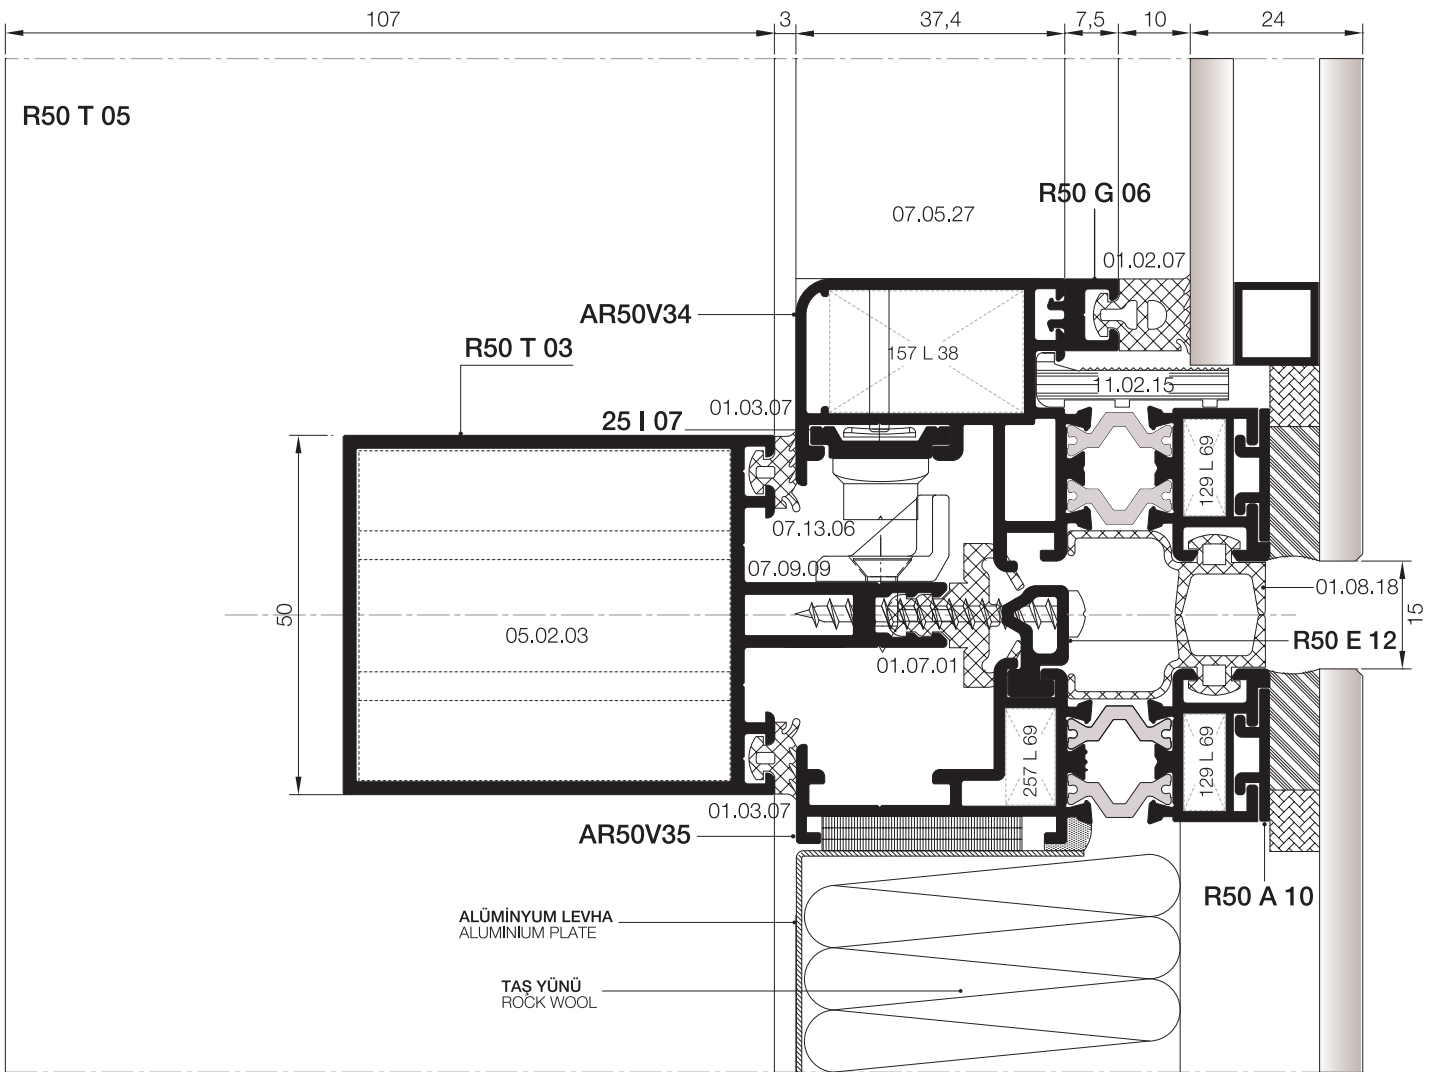 107
3
37,4
7,5
10
24
R50 T 05
07.05.27
R50 G 06
01.02.07
AR50V34
R50 T 03
157 L 38
11.02.15
01.03.07
25 I 07
129 L 69
07.13.06
07.09.09
01.08.18
15
50
05.02.03
R50 E 12
01.07.01
257 L 69
129 L 69
01.03.07
AR50V35
R50 A 10
ALÜMİNYUM LEVHA
ALUMINIUM PLATE
TAŞ YÜNÜ
ROCK WOOL